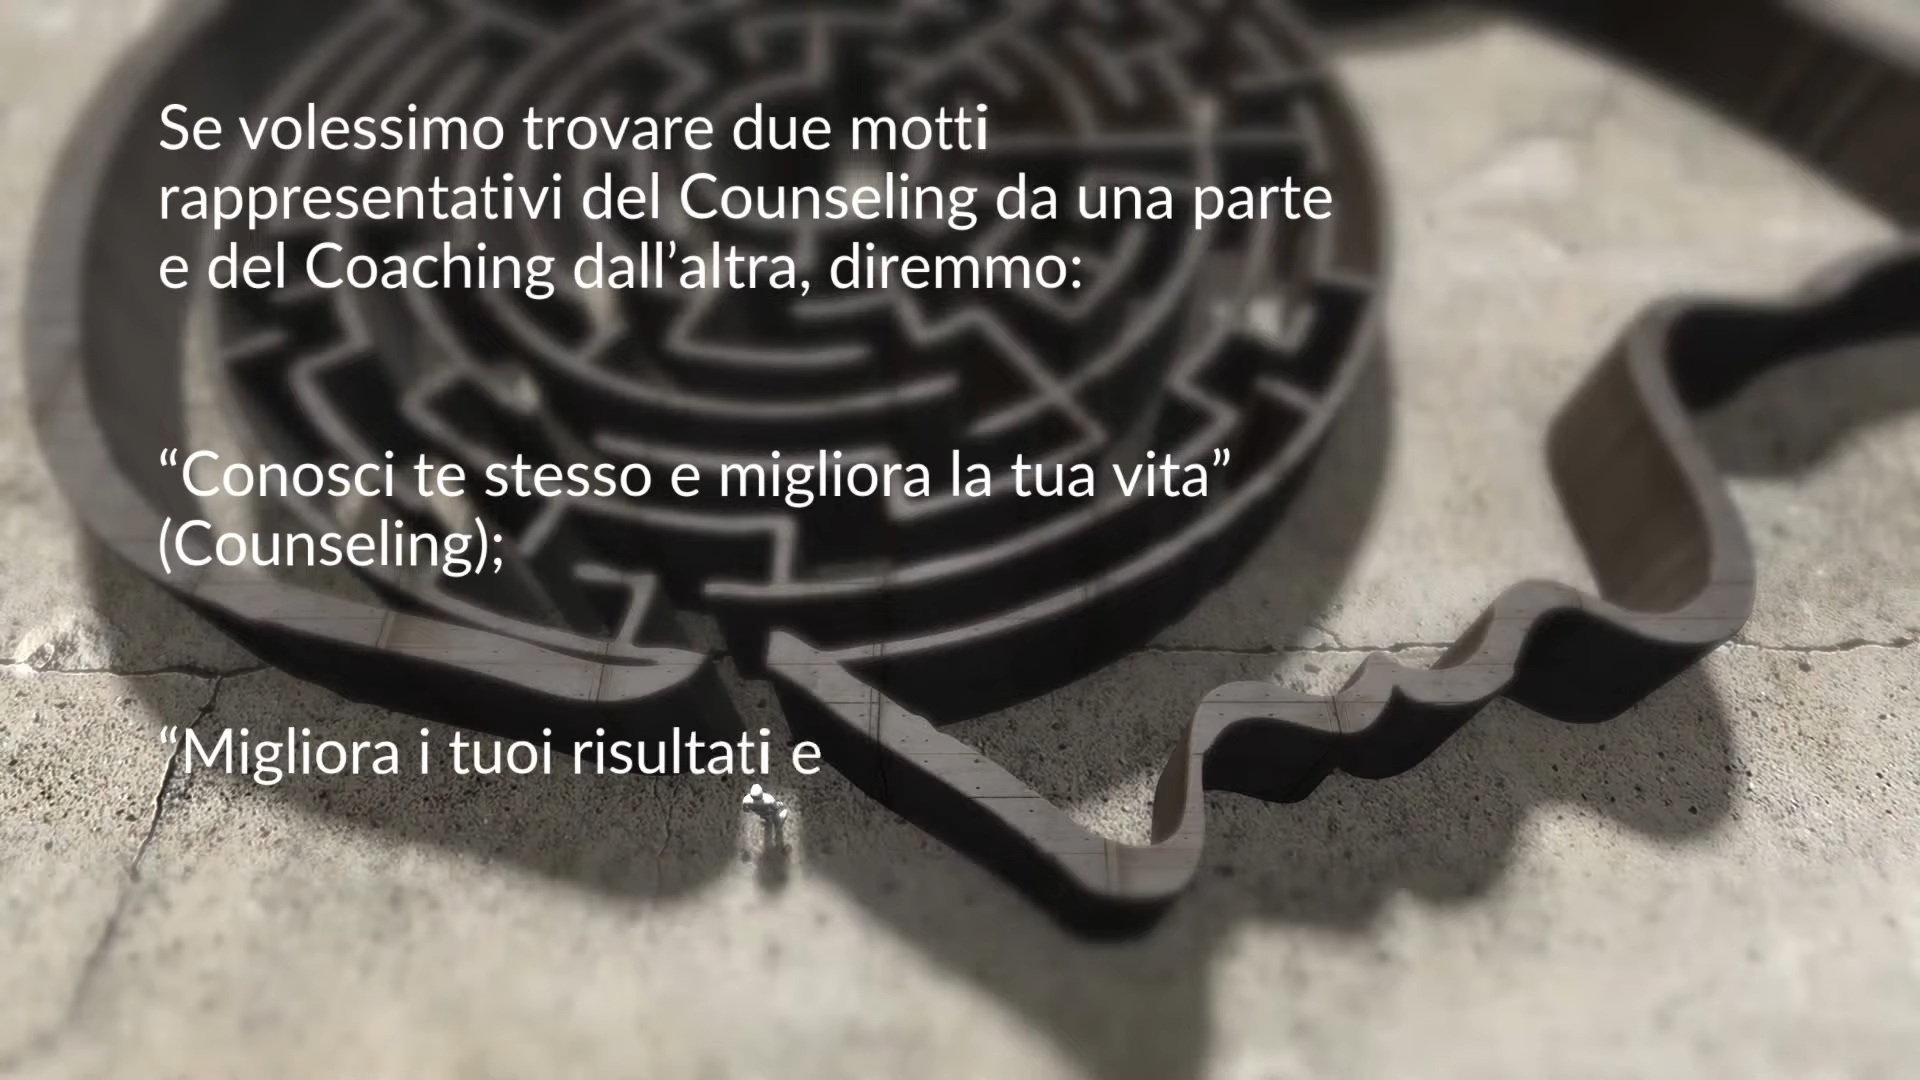 Se volessimo trovare due motti
rappresentativi del Counseling da una parte
e del Coaching dall’altra, diremmo:
“Conosci te stesso e migliora la tua vita”
(Counseling);
“Migliora i tuoi risultati e